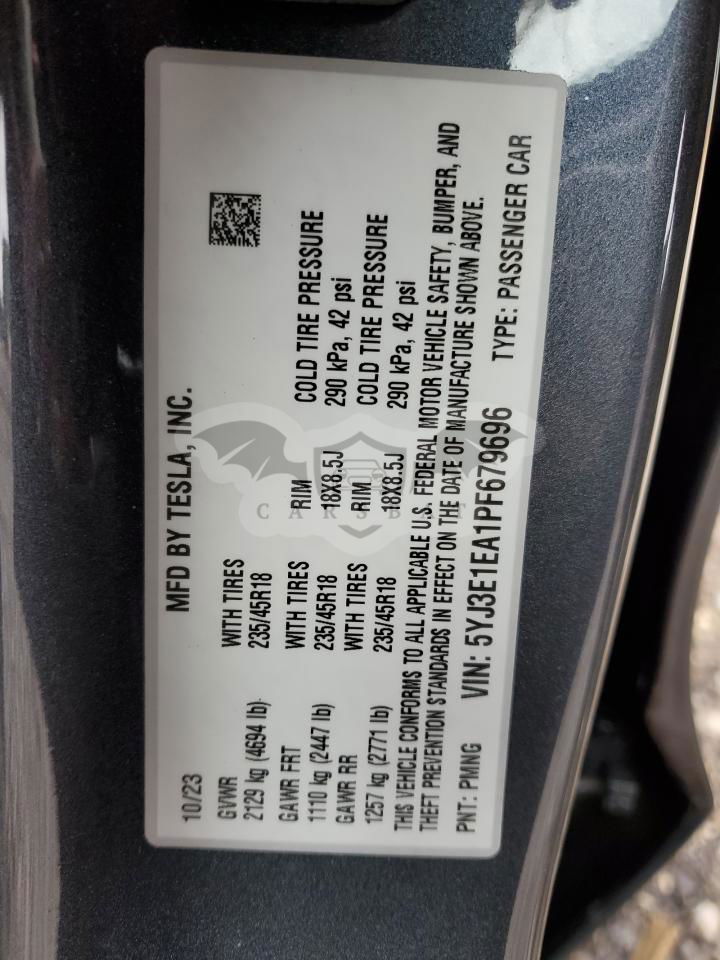 MFD BY TESLA, INC.
10/23
GVWR WITH TIRES
2129 kg (4694 lb) 235/45R18
GAWR FRT WITH TIRES RIM COLD TIRE PRESSURE
1110 kg (2447 lb) 235/45R18 18X8.5J 290 kPa, 42 psi
GAWR RR WITH TIRES RIM COLD TIRE PRESSURE
1257 kg (2771 lb) 235/45R18 18X8.5J 290 kPa, 42 psi
THIS VEHICLE CONFORMS TO ALL APPLICABLE U.S. FEDERAL MOTOR VEHICLE SAFETY, BUMPER, AND
THEFT PREVENTION STANDARDS IN EFFECT ON THE DATE OF MANUFACTURE SHOWN ABOVE.
PNT: PMNG VIN: 5YJ3E1EA1PF679696 TYPE: PASSENGER CAR